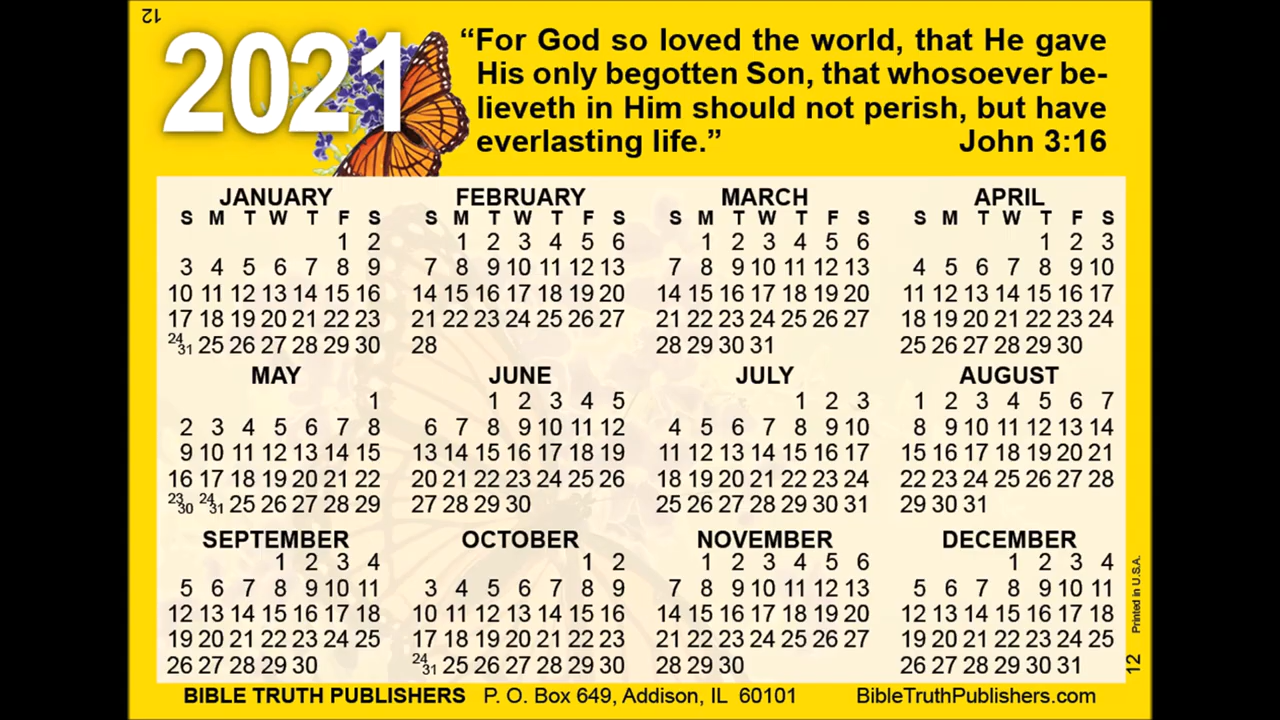 12
2021
“For God so loved the world, that He gave
His only begotten Son, that whosoever be-
lieveth in Him should not perish, but have
everlasting life.” John 3:16
JANUARY
S M T W T F S
1 2
3 4 5 6 7 8 9
10 11 12 13 14 15 16
17 18 19 20 21 22 23
24/31 25 26 27 28 29 30
FEBRUARY
S M T W T F S
1 2 3 4 5 6
7 8 9 10 11 12 13
14 15 16 17 18 19 20
21 22 23 24 25 26 27
28
MARCH
S M T W T F S
1 2 3 4 5 6
7 8 9 10 11 12 13
14 15 16 17 18 19 20
21 22 23 24 25 26 27
28 29 30 31
APRIL
S M T W T F S
1 2 3
4 5 6 7 8 9 10
11 12 13 14 15 16 17
18 19 20 21 22 23 24
25 26 27 28 29 30
MAY
1
2 3 4 5 6 7 8
9 10 11 12 13 14 15
16 17 18 19 20 21 22
23/30 24/31 25 26 27 28 29
JUNE
1 2 3 4 5
6 7 8 9 10 11 12
13 14 15 16 17 18 19
20 21 22 23 24 25 26
27 28 29 30
JULY
1 2 3
4 5 6 7 8 9 10
11 12 13 14 15 16 17
18 19 20 21 22 23 24
25 26 27 28 29 30 31
AUGUST
1 2 3 4 5 6 7
8 9 10 11 12 13 14
15 16 17 18 19 20 21
22 23 24 25 26 27 28
29 30 31
SEPTEMBER
1 2 3 4
5 6 7 8 9 10 11
12 13 14 15 16 17 18
19 20 21 22 23 24 25
26 27 28 29 30
OCTOBER
1 2
3 4 5 6 7 8 9
10 11 12 13 14 15 16
17 18 19 20 21 22 23
24/31 25 26 27 28 29 30
NOVEMBER
1 2 3 4 5 6
7 8 9 10 11 12 13
14 15 16 17 18 19 20
21 22 23 24 25 26 27
28 29 30
DECEMBER
1 2 3 4
5 6 7 8 9 10 11
12 13 14 15 16 17 18
19 20 21 22 23 24 25
26 27 28 29 30 31
12 Printed in U.S.A.
BIBLE TRUTH PUBLISHERS P. O. Box 649, Addison, IL 60101 BibleTruthPublishers.com